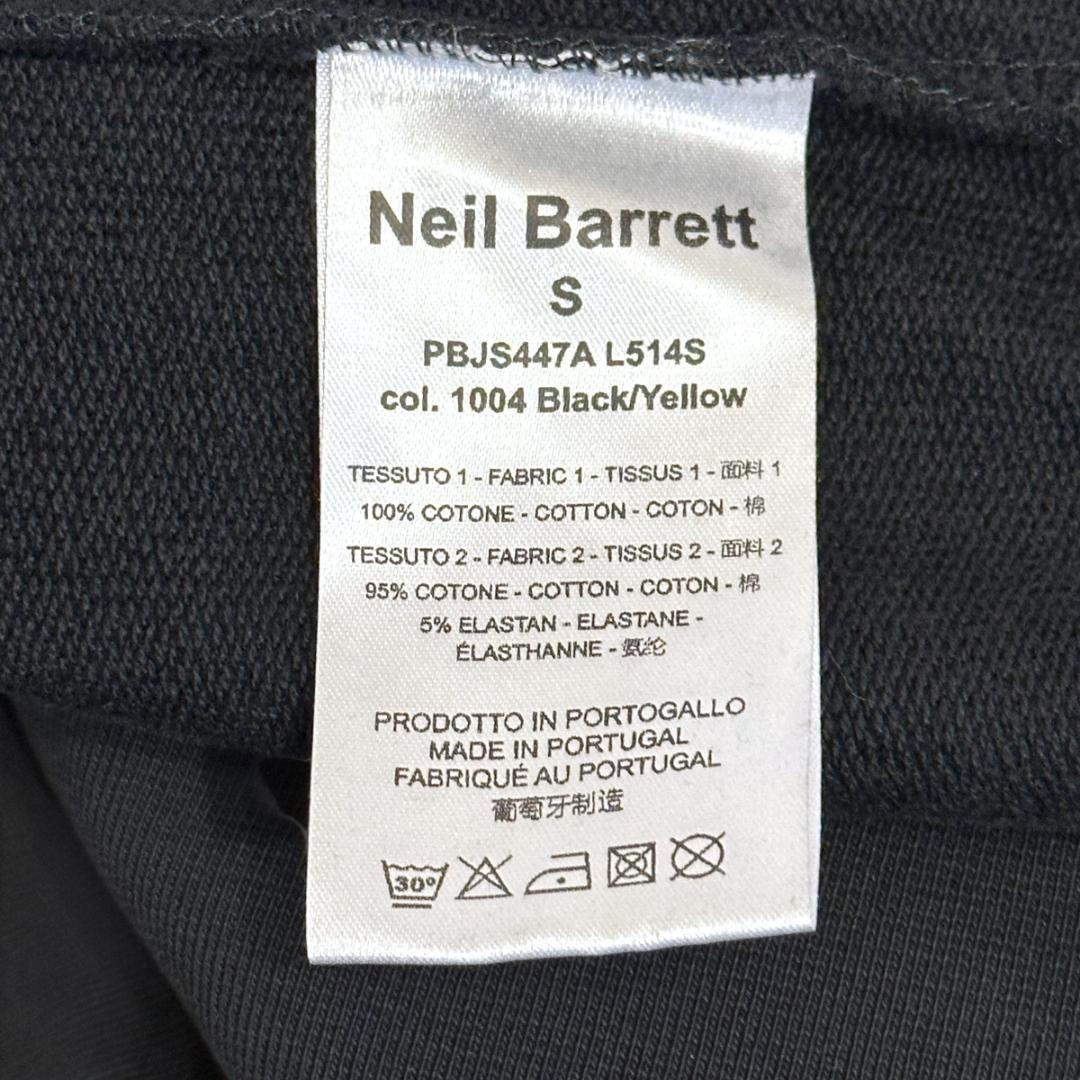 Neil Barrett
S
PBJS447A L514S
col. 1004 Black/Yellow
TESSUTO 1 - FABRIC 1 - TISSUS 1 - 面料 1
100% COTONE - COTTON - COTON - 棉
TESSUTO 2 - FABRIC 2 - TISSUS 2 - 面料 2
95% COTONE - COTTON - COTON - 棉
5% ELASTAN - ELASTANE -
ÉLASTHANNE - 氨纶
PRODOTTO IN PORTOGALLO
MADE IN PORTUGAL
FABRIQUÉ AU PORTUGAL
葡萄牙制造
30°